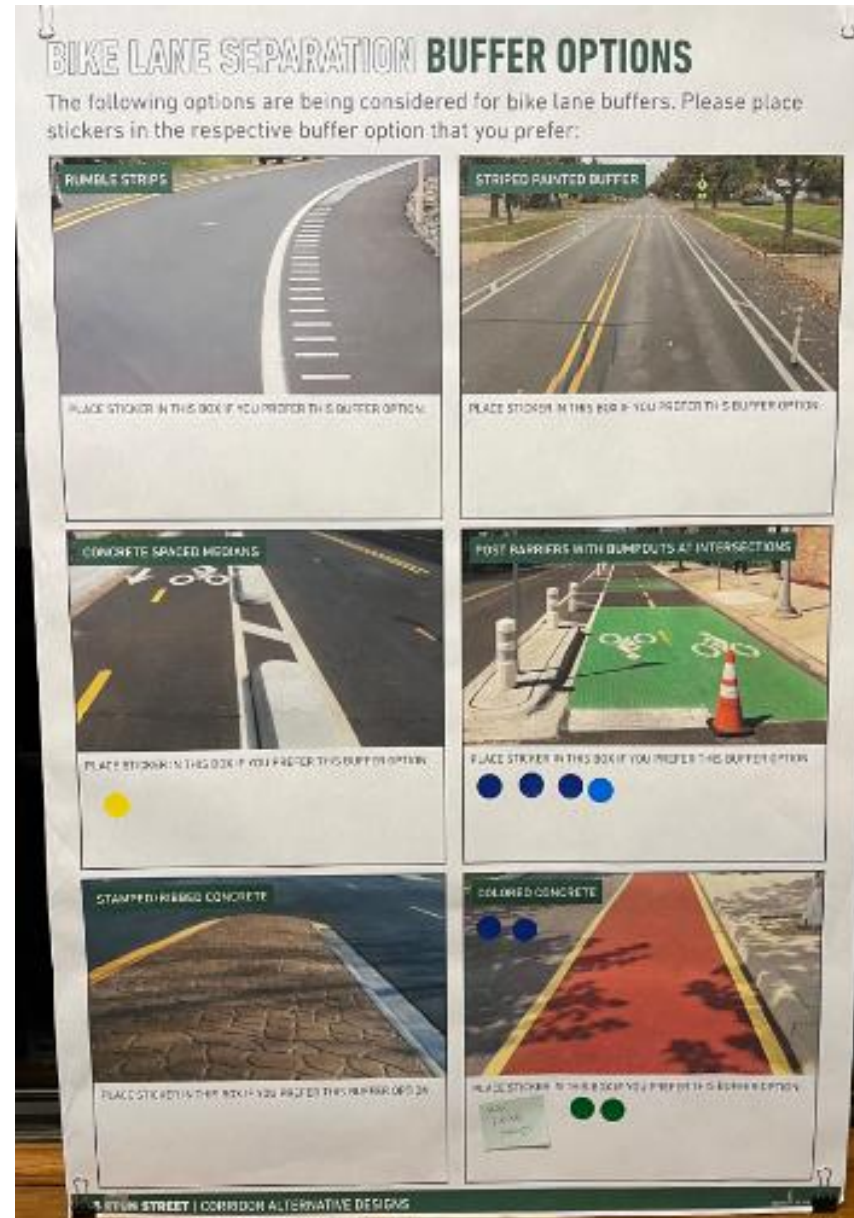 BIKE LANE SEPARATION BUFFER OPTIONS
The following options are being considered for bike lane buffers. Please place
stickers in the respective buffer option that you prefer:
RUMBLE STRIPS
STRIPED PAINTED BUFFER
PLACE STICKER IN THIS BOX IF YOU PREFER THIS BUFFER OPTION.
PLACE STICKER IN THIS BOX IF YOU PREFER THIS BUFFER OPTION.
CONCRETE SPACED MEDIANS
POST BARRIERS WITH BUMPOUTS AT INTERSECTIONS
PLACE STICKER IN THIS BOX IF YOU PREFER THIS BUFFER OPTION.
PLACE STICKER IN THIS BOX IF YOU PREFER THIS BUFFER OPTION.
STAMPED/RIBBED CONCRETE
COLORED CONCRETE
PLACE STICKER IN THIS BOX IF YOU PREFER THIS BUFFER OPTION.
PLACE STICKER IN THIS BOX IF YOU PREFER THIS BUFFER OPTION.
STREET | CORRIDOR ALTERNATIVE DESIGNS